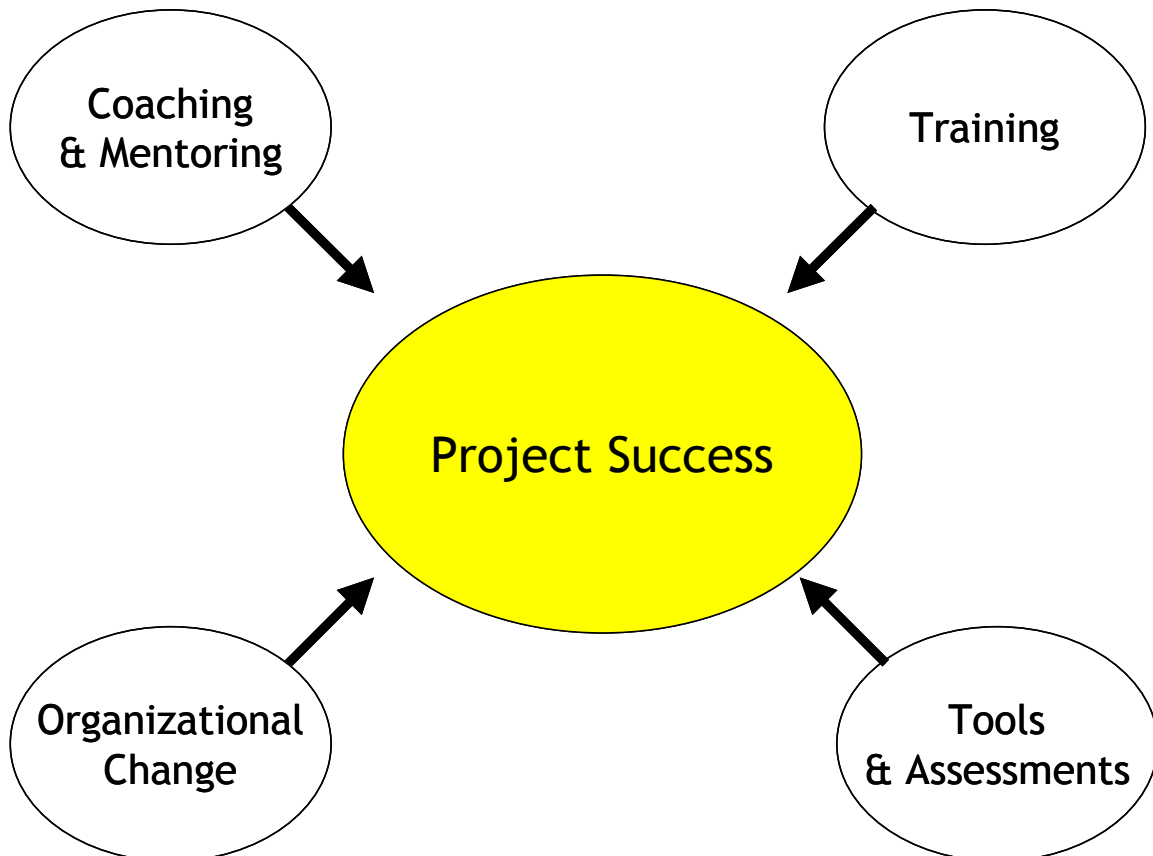 Coaching
& Mentoring
Training
Project Success
Organizational
Change
Tools
& Assessments